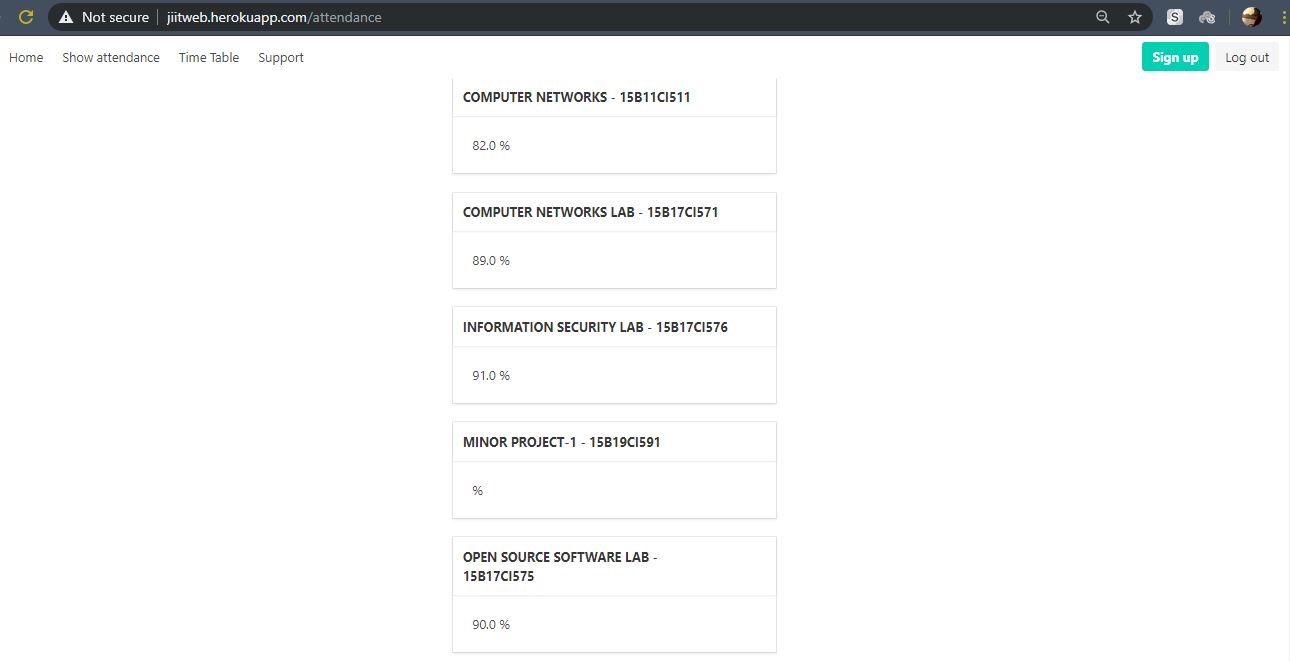 Not secure jiitweb.herokuapp.com/attendance S
Home Show attendance Time Table Support Sign up Log out
COMPUTER NETWORKS - 15B11CI511
82.0 %
COMPUTER NETWORKS LAB - 15B17CI571
89.0 %
INFORMATION SECURITY LAB - 15B17CI576
91.0 %
MINOR PROJECT-1 - 15B19CI591
%
OPEN SOURCE SOFTWARE LAB -
15B17CI575
90.0 %